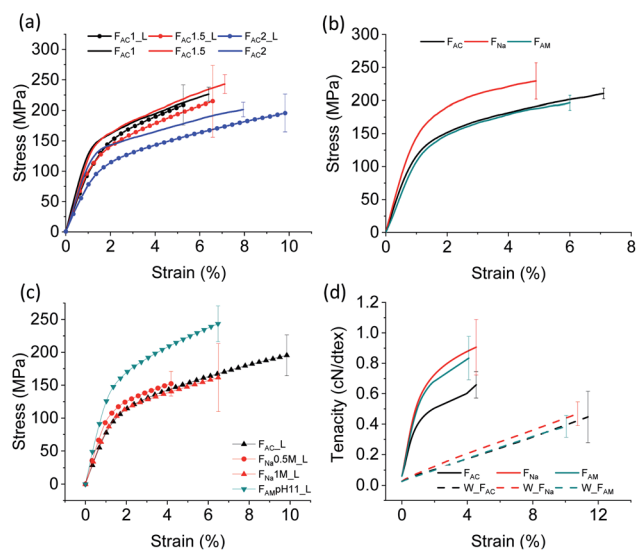 (a)
F_AC1_L F_AC1.5_L F_AC2_L
F_AC1 F_AC1.5 F_AC2
Stress (MPa)
300
250
200
150
100
50
0
0 2 4 6 8 10
Strain (%)
(b)
F_AC F_Na F_AM
Stress (MPa)
300
250
200
150
100
50
0
0 2 4 6 8
Strain (%)
(c)
Stress (MPa)
250
200
150
100
50
0
0 2 4 6 8 10
Strain (%)
F_AC_L
F_Na0.5M_L
F_Na1M_L
F_AMpH11_L
(d)
Tenacity (cN/dtex)
1.2
1.0
0.8
0.6
0.4
0.2
0.0
0 2 4 6 8 10 12
Strain (%)
F_AC F_Na F_AM
W_F_AC W_F_Na W_F_AM